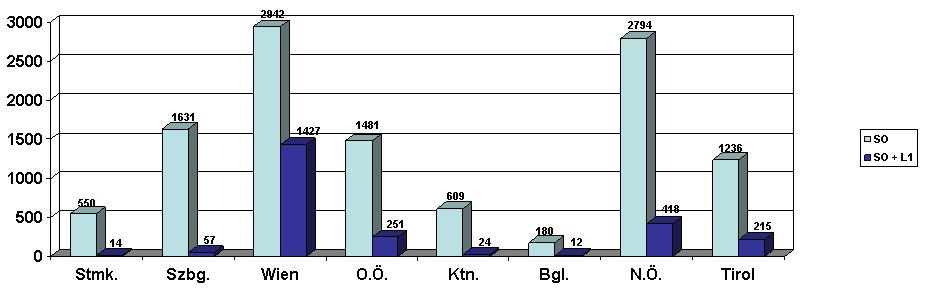 3000
2500
2000
1500
1000
500
0
550
14
1631
57
2942
1427
1481
251
609
24
180
12
2794
418
1236
215
Stmk.
Szbg.
Wien
O.Ö.
Ktn.
Bgl.
N.Ö.
Tirol
SO
SO + L1